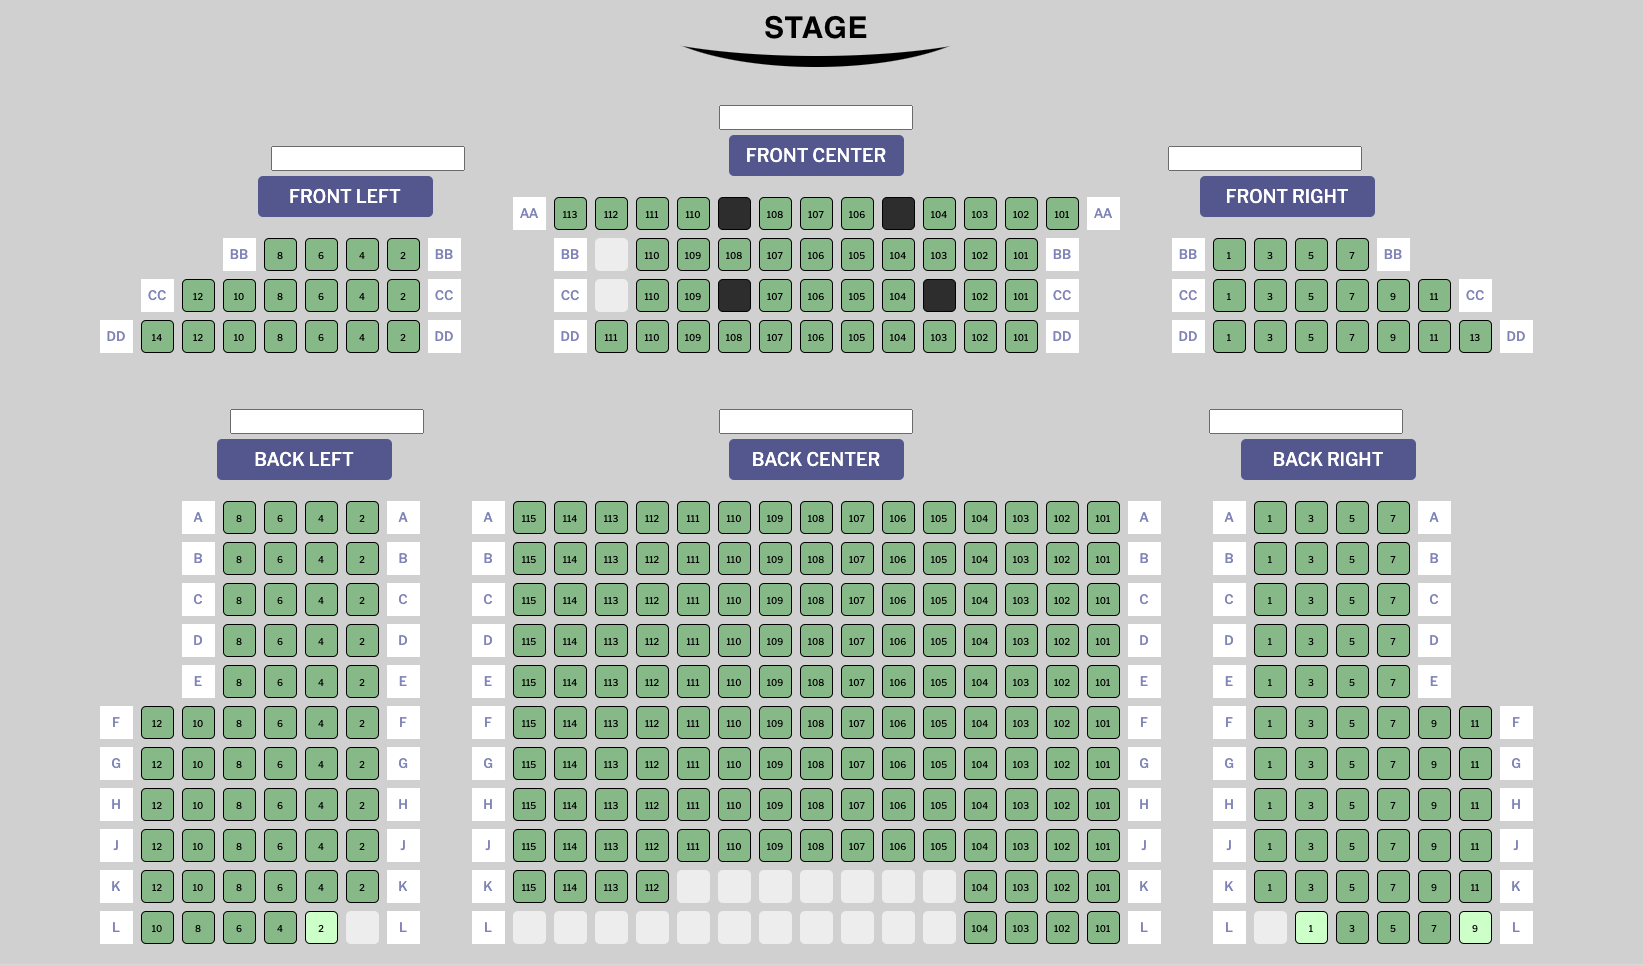 STAGE
FRONT CENTER
FRONT LEFT
FRONT RIGHT
AA 113 112 111 110 108 107 106 104 103 102 101 AA
BB 8 6 4 2 BB BB 110 109 108 107 106 105 104 103 102 101 BB BB 1 3 5 7 BB
CC 12 10 8 6 4 2 CC CC 110 109 107 106 105 104 102 101 CC CC 1 3 5 7 9 11 CC
DD 14 12 10 8 6 4 2 DD DD 111 110 109 108 107 106 105 104 103 102 101 DD DD 1 3 5 7 9 11 13 DD
BACK LEFT BACK CENTER BACK RIGHT
A 8 6 4 2 A A 115 114 113 112 111 110 109 108 107 106 105 104 103 102 101 A A 1 3 5 7 A
B 8 6 4 2 B B 115 114 113 112 111 110 109 108 107 106 105 104 103 102 101 B B 1 3 5 7 B
C 8 6 4 2 C C 115 114 113 112 111 110 109 108 107 106 105 104 103 102 101 C C 1 3 5 7 C
D 8 6 4 2 D D 115 114 113 112 111 110 109 108 107 106 105 104 103 102 101 D D 1 3 5 7 D
E 8 6 4 2 E E 115 114 113 112 111 110 109 108 107 106 105 104 103 102 101 E E 1 3 5 7 E
F 12 10 8 6 4 2 F F 115 114 113 112 111 110 109 108 107 106 105 104 103 102 101 F F 1 3 5 7 9 11 F
G 12 10 8 6 4 2 G G 115 114 113 112 111 110 109 108 107 106 105 104 103 102 101 G G 1 3 5 7 9 11 G
H 12 10 8 6 4 2 H H 115 114 113 112 111 110 109 108 107 106 105 104 103 102 101 H H 1 3 5 7 9 11 H
J 12 10 8 6 4 2 J J 115 114 113 112 111 110 109 108 107 106 105 104 103 102 101 J J 1 3 5 7 9 11 J
K 12 10 8 6 4 2 K K 115 114 113 112 104 103 102 101 K K 1 3 5 7 9 11 K
L 10 8 6 4 2 L L 104 103 102 101 L L 1 3 5 7 9 L